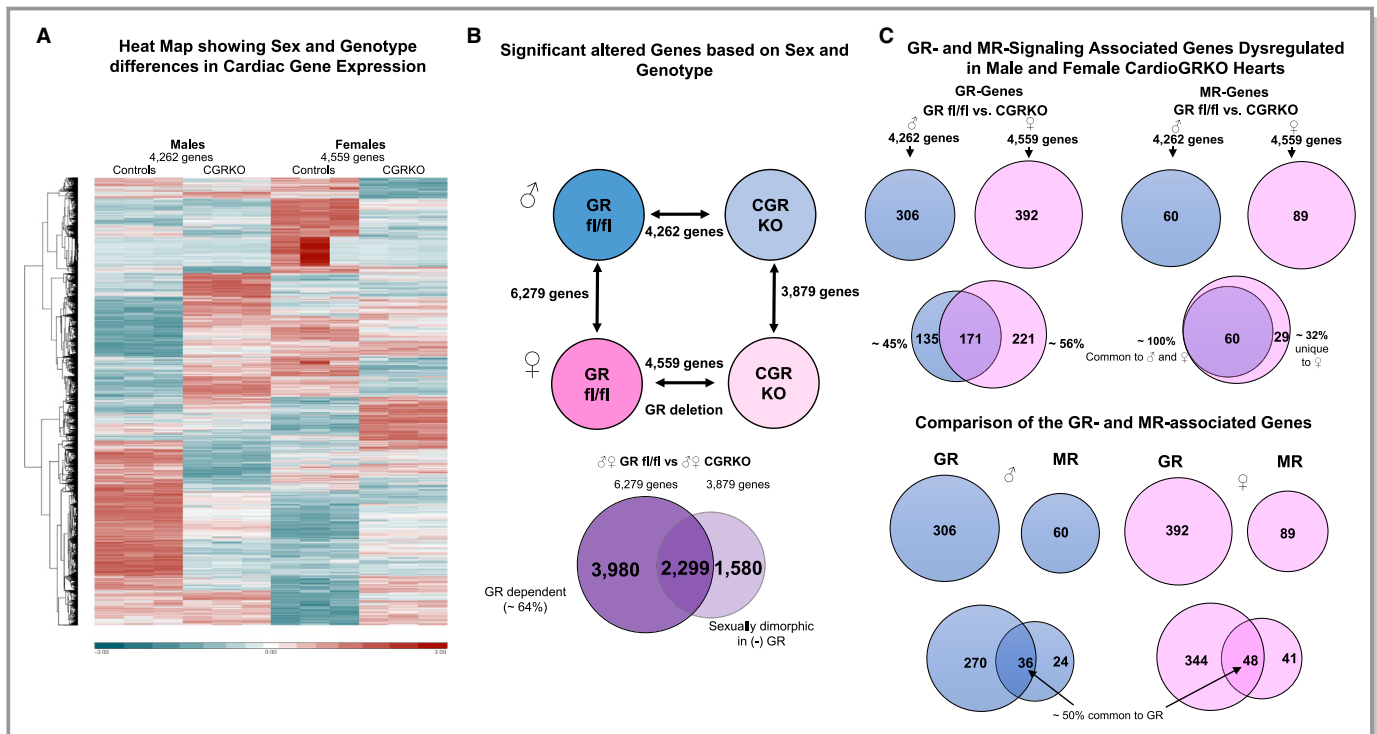 A
Heat Map showing Sex and Genotype
differences in Cardiac Gene Expression
Males
4,262 genes
Females
4,559 genes
Controls
CGRKO
Controls
CGRKO
-3.00
0.00
3.00
B
Significant altered Genes based on Sex and
Genotype
♂
GR
fl/fl
4,262 genes
CGR
KO
6,279 genes
3,879 genes
♀
GR
fl/fl
4,559 genes
GR deletion
CGR
KO
♂♀ GR fl/fl vs ♂♀ CGRKO
6,279 genes
3,879 genes
3,980
2,299
1,580
GR dependent
(~ 64%)
Sexually dimorphic
in (-) GR
C
GR- and MR-Signaling Associated Genes Dysregulated
in Male and Female CardioGRKO Hearts
GR-Genes
GR fl/fl vs. CGRKO
♂
4,262 genes
♀
4,559 genes
306
392
~ 45%
135
171
221
~ 56%
MR-Genes
GR fl/fl vs. CGRKO
♂
4,262 genes
♀
4,559 genes
60
89
~ 100%
Common to ♂ and ♀
60
29
~ 32%
unique
to ♀
Comparison of the GR- and MR-associated Genes
GR
♂
MR
GR
♀
MR
306
60
392
89
270
36
24
344
48
41
~ 50% common to GR